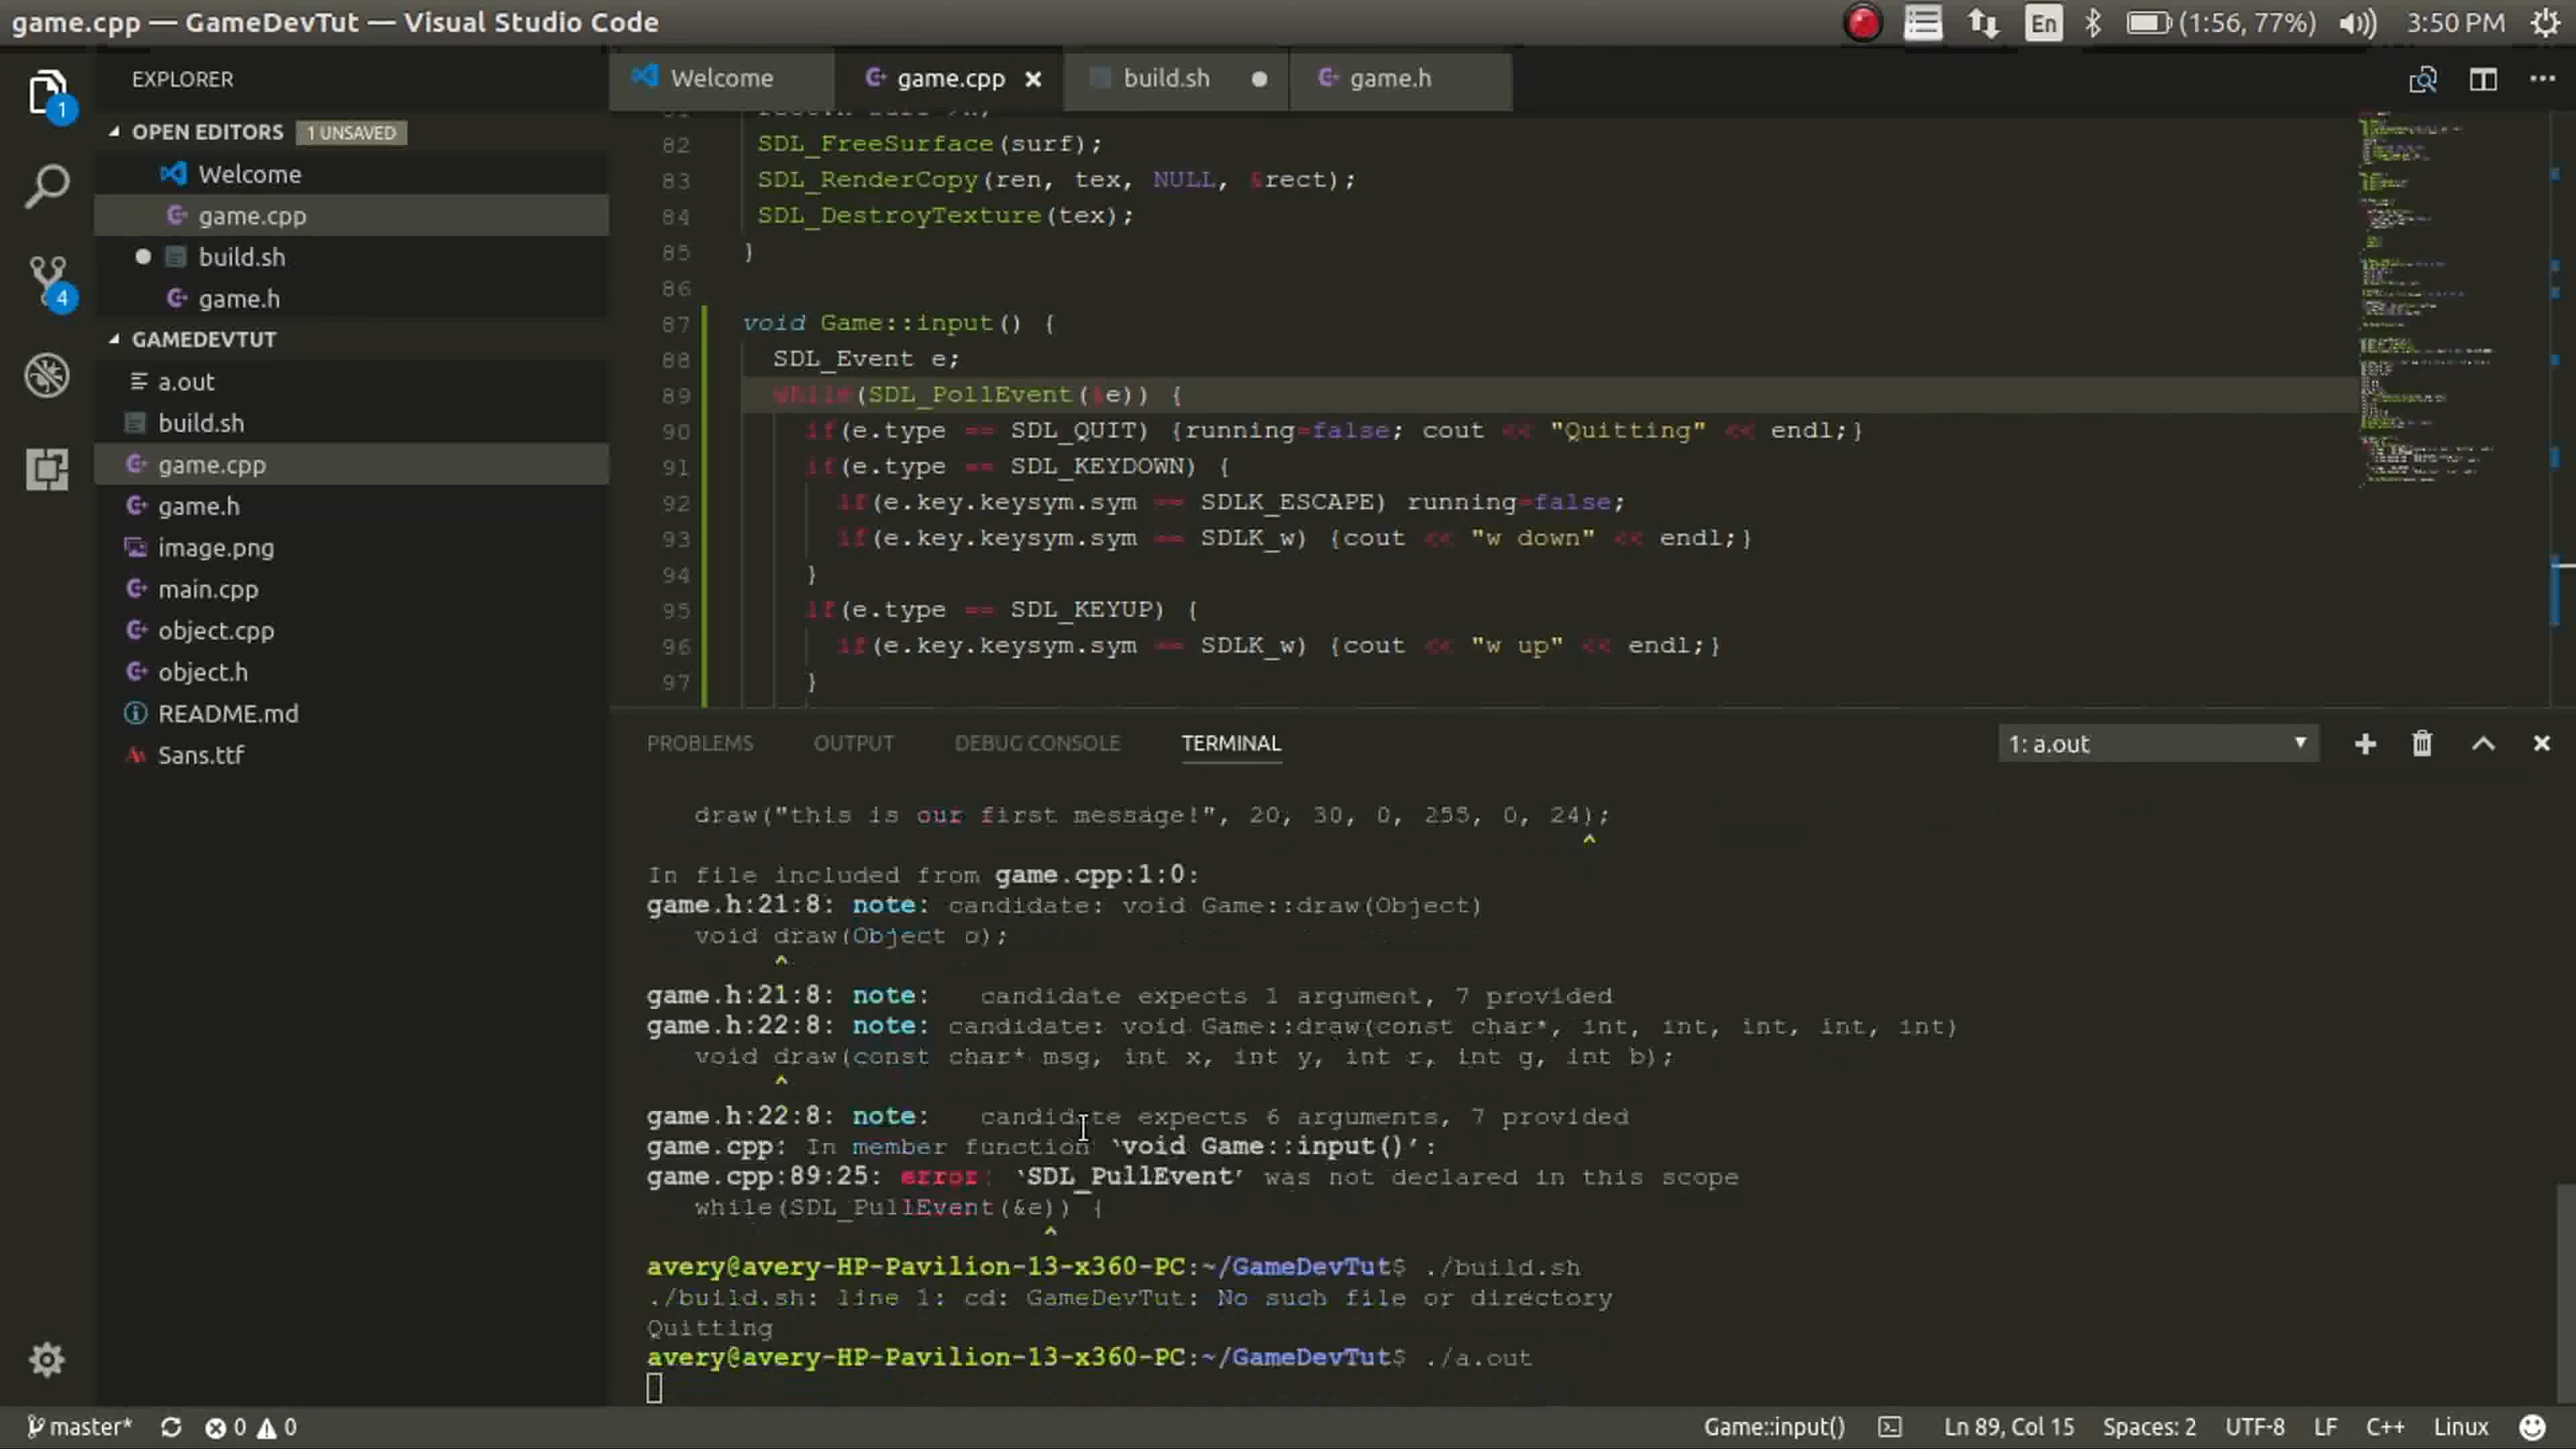 game.cpp — GameDevTut — Visual Studio Code
En
(1:56, 77%)
3:50 PM
EXPLORER
Welcome
game.cpp
build.sh
game.h
1
OPEN EDITORS
1 UNSAVED
Welcome
game.cpp
build.sh
game.h
4
GAMEDEVTUT
a.out
build.sh
game.cpp
game.h
image.png
main.cpp
object.cpp
object.h
README.md
Sans.ttf
82 SDL_FreeSurface(surf);
83 SDL_RenderCopy(ren, tex, NULL, &rect);
84 SDL_DestroyTexture(tex);
85 }
86
87 void Game::input() {
88 SDL_Event e;
89 while(SDL_PollEvent(&e)) {
90 if(e.type == SDL_QUIT) {running=false; cout << "Quitting" << endl;}
91 if(e.type == SDL_KEYDOWN) {
92 if(e.key.keysym.sym == SDLK_ESCAPE) running=false;
93 if(e.key.keysym.sym == SDLK_w) {cout << "w down" << endl;}
94 }
95 if(e.type == SDL_KEYUP) {
96 if(e.key.keysym.sym == SDLK_w) {cout << "w up" << endl;}
97 }
PROBLEMS
OUTPUT
DEBUG CONSOLE
TERMINAL
1: a.out
draw("this is our first message!", 20, 30, 0, 255, 0, 24);
^
In file included from game.cpp:1:0:
game.h:21:8: note: candidate: void Game::draw(Object)
void draw(Object o);
^
game.h:21:8: note:   candidate expects 1 argument, 7 provided
game.h:22:8: note: candidate: void Game::draw(const char*, int, int, int, int, int)
void draw(const char* msg, int x, int y, int r, int g, int b);
^
game.h:22:8: note:   candidate expects 6 arguments, 7 provided
game.cpp: In member function ‘void Game::input()’:
game.cpp:89:25: error: ‘SDL_PullEvent’ was not declared in this scope
while(SDL_PullEvent(&e)) {
^
avery@avery-HP-Pavilion-13-x360-PC:~/GameDevTut$ ./build.sh
./build.sh: line 1: cd: GameDevTut: No such file or directory
Quitting
avery@avery-HP-Pavilion-13-x360-PC:~/GameDevTut$ ./a.out
master*
0
0
Game::input()
Ln 89, Col 15
Spaces: 2
UTF-8
LF
C++
Linux